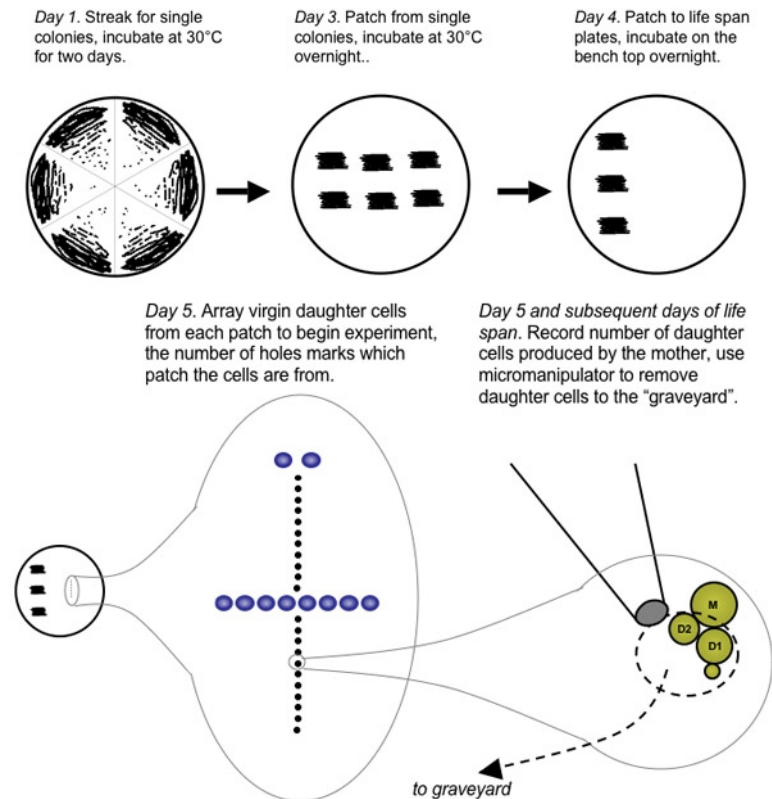 Day 1. Streak for single
colonies, incubate at 30°C
for two days.
Day 3. Patch from single
colonies, incubate at 30°C
overnight..
Day 4. Patch to life span
plates, incubate on the
bench top overnight.
Day 5. Array virgin daughter cells
from each patch to begin experiment,
the number of holes marks which
patch the cells are from.
Day 5 and subsequent days of life
span. Record number of daughter
cells produced by the mother, use
micromanipulator to remove
daughter cells to the “graveyard”.
M
D2
D1
to graveyard